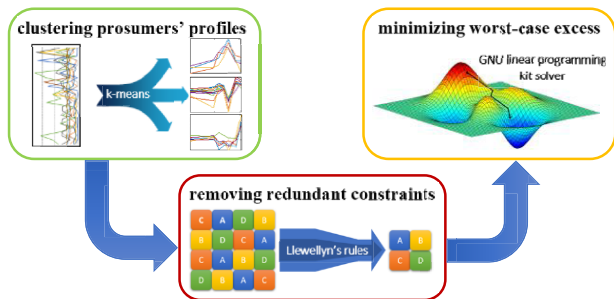 clustering prosumers' profiles
k-means
minimizing worst-case excess
GNU linear programming
kit solver
removing redundant constraints
C A D B
B D C A
C A B D
D B A C
Llewellyn's rules
A B
C D